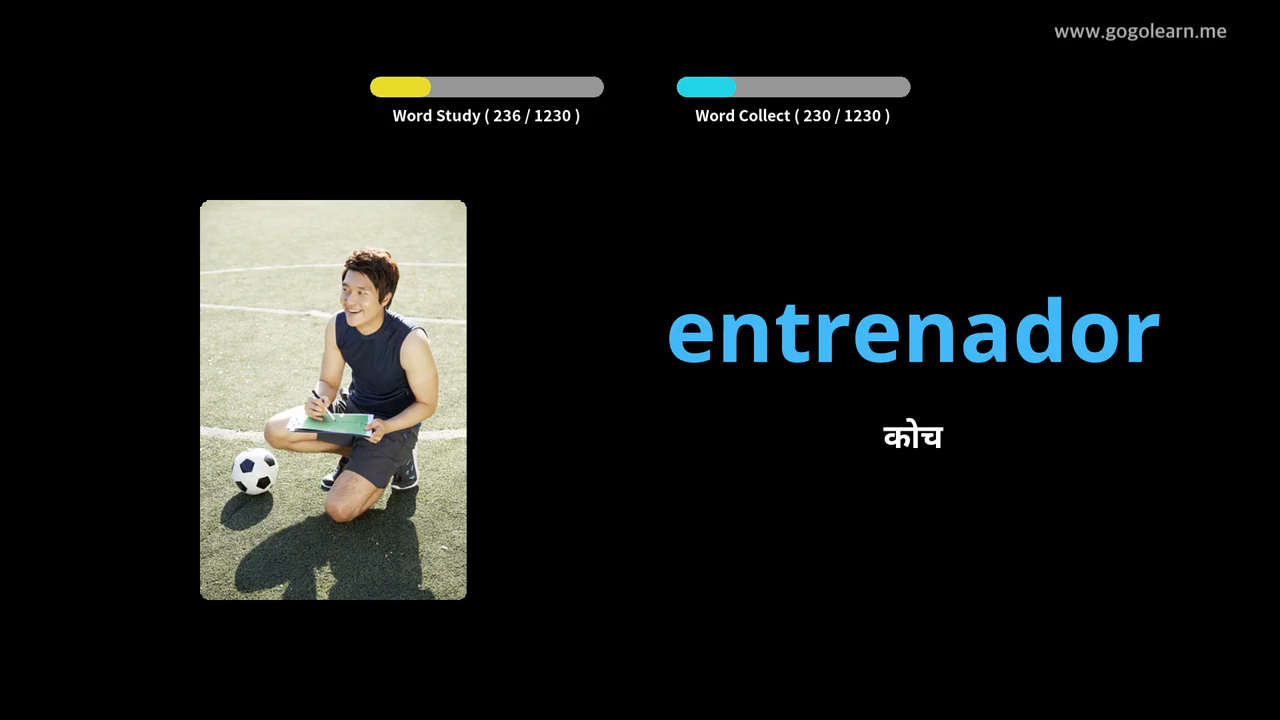 www.gogolearn.me
Word Study ( 236 / 1230 )
Word Collect ( 230 / 1230 )
entrenador
कोच